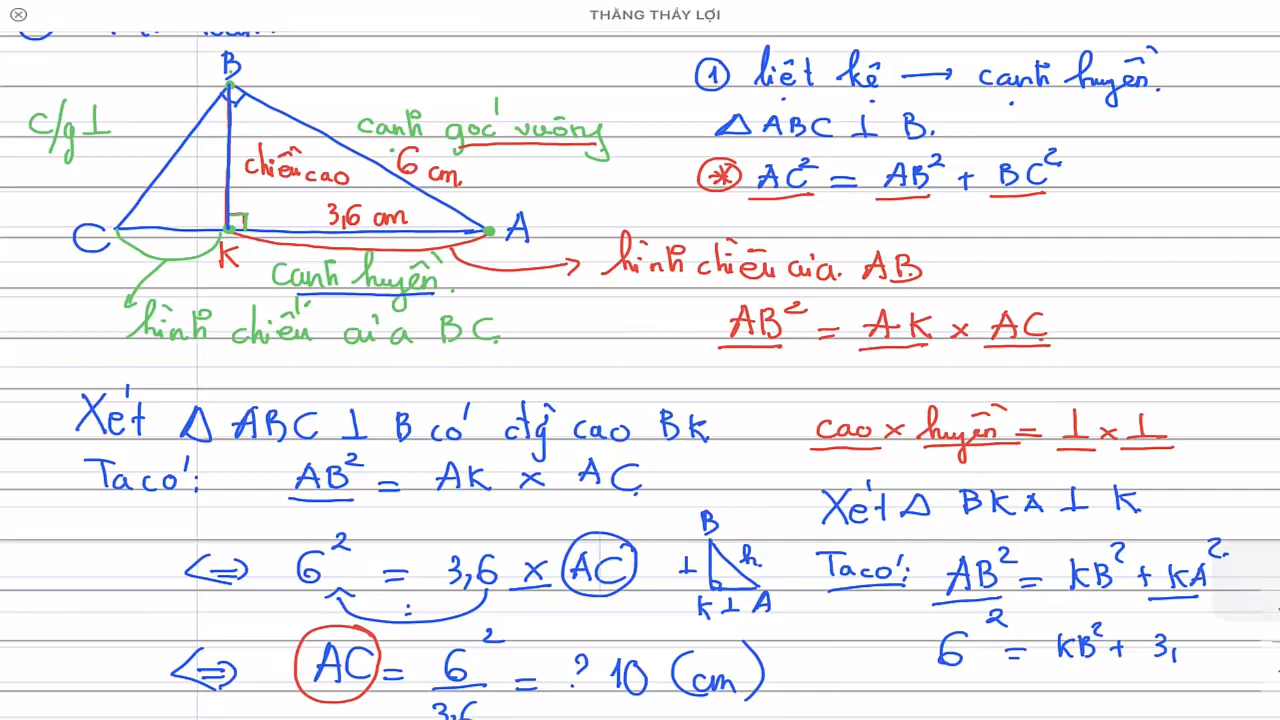 THẰNG THẦY LỢI
B
c/g ⊥
cạnh góc vuông
chiều cao
6 cm.
3,6 cm
C
K
A
cạnh huyền.
hình chiếu của BC.
① liệt kê → cạnh huyền.
△ ABC ⊥ B.
⊛ AC² = AB² + BC².
hình chiếu của. AB
AB² = AK × AC
Xét △ ABC ⊥ B có đg cao BK
Ta có: AB² = AK × AC
⇔ 6² = 3,6 × AC
:
⇔ AC = 6²/3,6 = ? 10 (cm)
cao × huyền = ⊥ × ⊥
Xét △ BKA ⊥ K
B
⊥ h
K ⊥ A
Ta có: AB² = KB² + KA².
6² = KB² + 3,